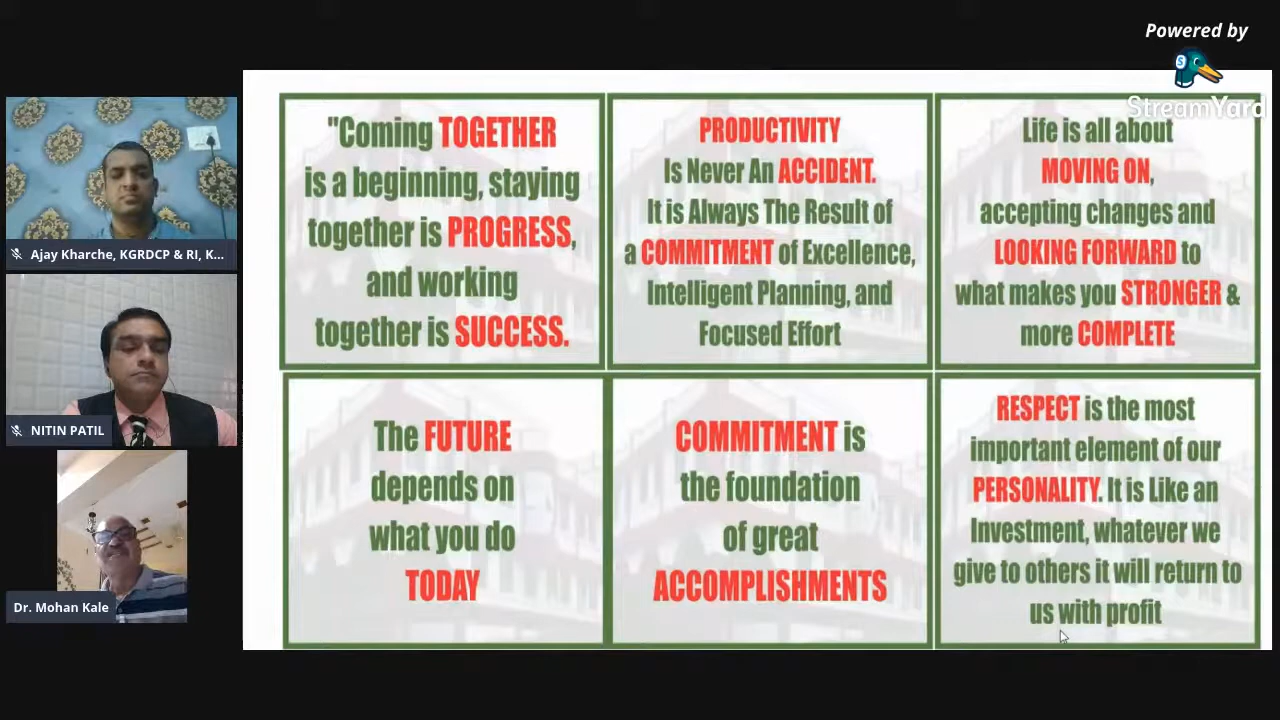 Powered by
StreamYard
Ajay Kharche, KGRDCP & RI, K...
NITIN PATIL
Dr. Mohan Kale
"Coming TOGETHER
is a beginning, staying
together is PROGRESS,
and working
together is SUCCESS.
PRODUCTIVITY
Is Never An ACCIDENT.
It is Always The Result of
a COMMITMENT of Excellence,
Intelligent Planning, and
Focused Effort
Life is all about
MOVING ON,
accepting changes and
LOOKING FORWARD to
what makes you STRONGER &
more COMPLETE
The FUTURE
depends on
what you do
TODAY
COMMITMENT is
the foundation
of great
ACCOMPLISHMENTS
RESPECT is the most
important element of our
PERSONALITY. It is Like an
Investment, whatever we
give to others it will return to
us with profit